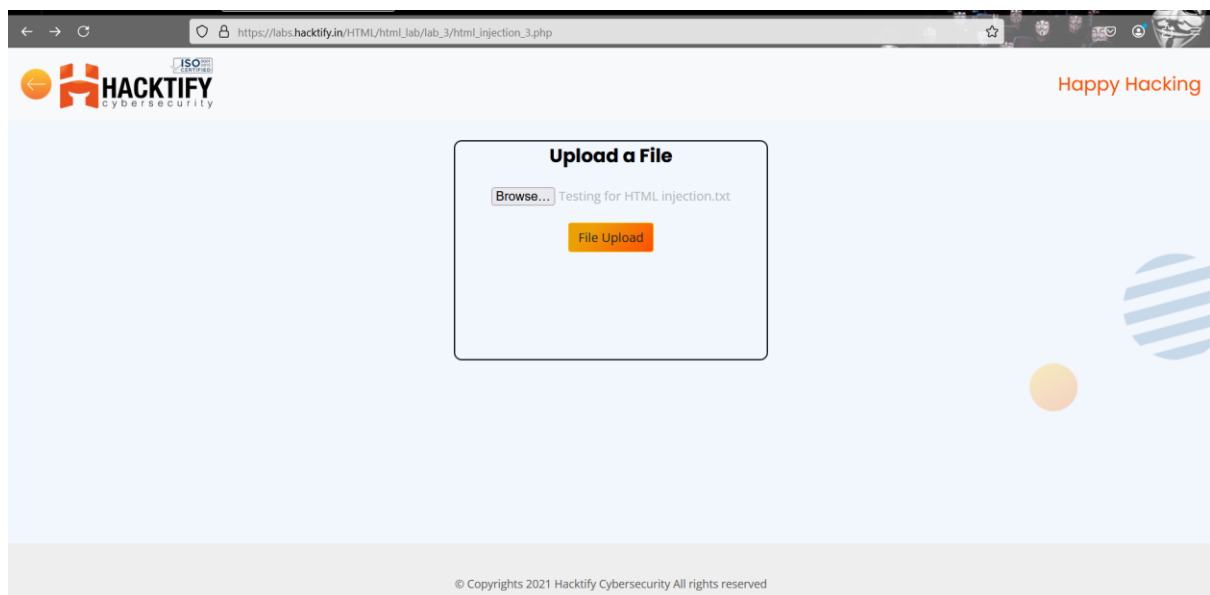 https://labs.hacktify.in/HTML/html_lab/lab_3/html_injection_3.php
ISO
CERTIFIED
HACKTIFY
cybersecurity
Happy Hacking
Upload a File
Browse... Testing for HTML injection.txt
File Upload
© Copyrights 2021 Hacktify Cybersecurity All rights reserved